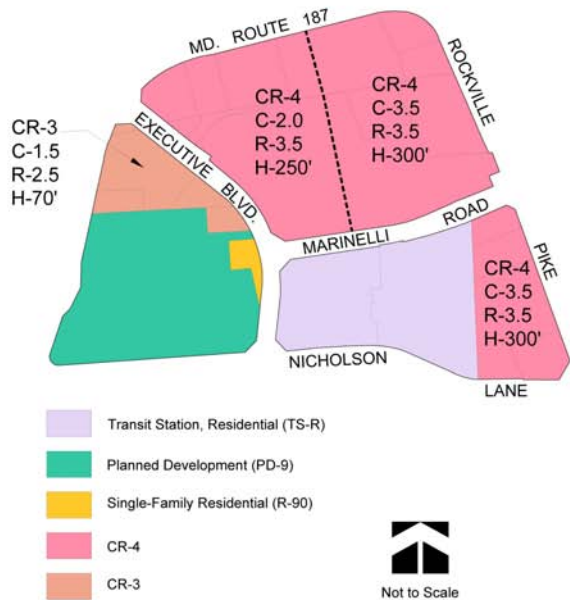 MD. ROUTE 187
ROCKVILLE
CR-4
C-3.5
R-3.5
H-300'
CR-4
C-2.0
R-3.5
H-250'
CR-3
C-1.5
R-2.5
H-70'
EXECUTIVE BLVD.
MARINELLI ROAD
PIKE
CR-4
C-3.5
R-3.5
H-300'
NICHOLSON LANE
Transit Station, Residential (TS-R)
Planned Development (PD-9)
Single-Family Residential (R-90)
CR-4
CR-3
Not to Scale